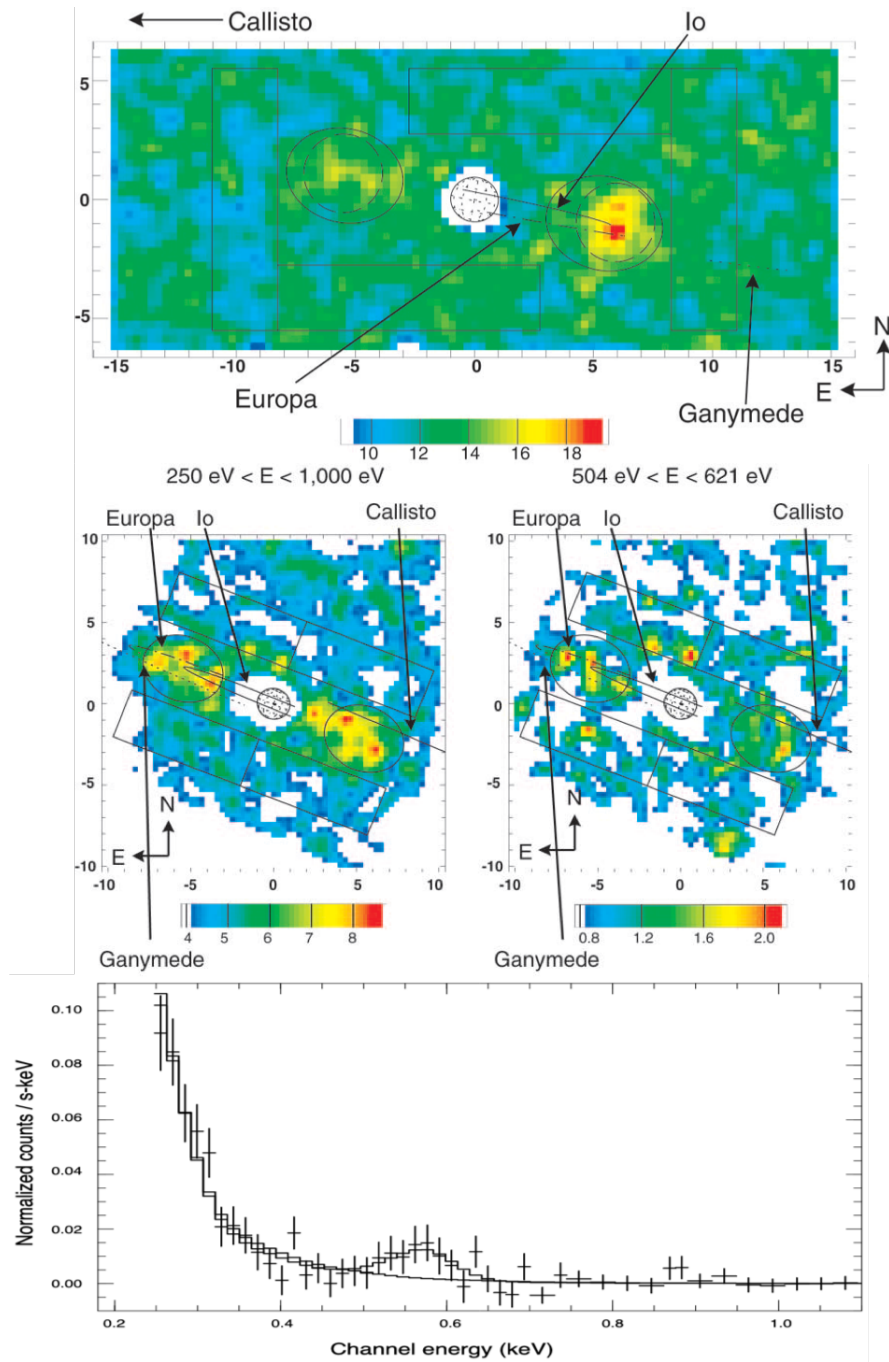 Callisto
Io
5
0
-5
-15
-10
-5
0
5
10
15
N
E
Europa
Ganymede
10
12
14
16
18
250 eV < E < 1,000 eV
504 eV < E < 621 eV
Europa
Io
Callisto
10
5
0
-5
-10
N
E
-10
-5
0
5
10
4
5
6
7
8
Ganymede
Europa
Io
Callisto
10
5
0
-5
-10
N
E
-10
-5
0
5
10
0.8
1.2
1.6
2.0
Ganymede
Normalized counts / s-keV
0.10
0.08
0.06
0.04
0.02
0.00
0.2
0.4
0.6
0.8
1.0
Channel energy (keV)